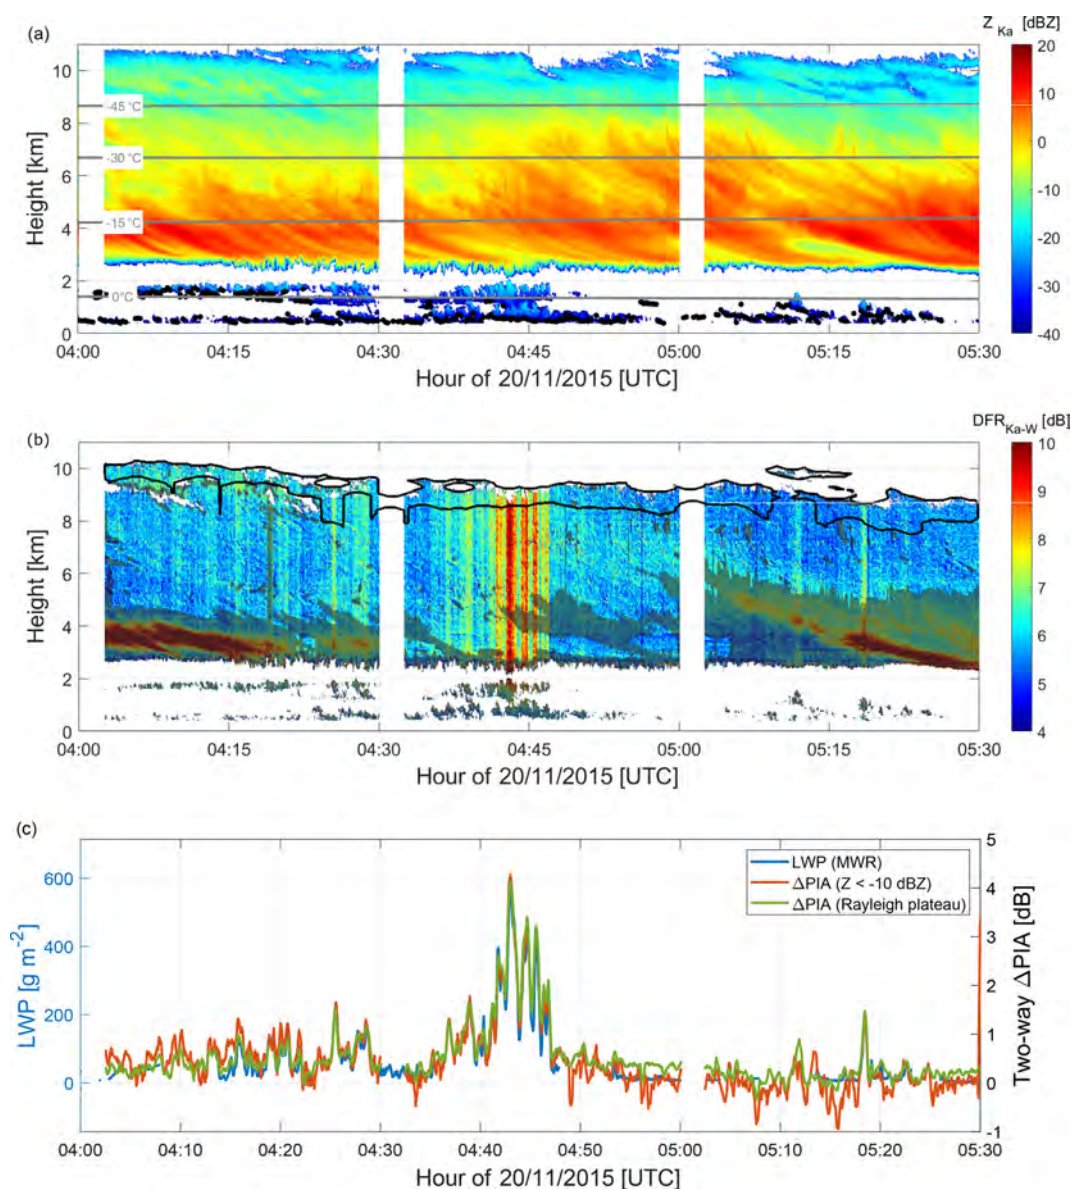 (a)
Z Ka [dBZ]
Height [km]
10
8
6
4
2
0
-45 °C
-30 °C
-15 °C
0°C
20
10
0
-10
-20
-30
-40
04:00 04:15 04:30 04:45 05:00 05:15 05:30
Hour of 20/11/2015 [UTC]
(b)
DFR Ka-W [dB]
Height [km]
10
8
6
4
2
0
10
9
8
7
6
5
4
04:00 04:15 04:30 04:45 05:00 05:15 05:30
Hour of 20/11/2015 [UTC]
(c)
LWP [g m-2]
600
400
200
0
LWP (MWR)
ΔPIA (Z < -10 dBZ)
ΔPIA (Rayleigh plateau)
5
4
3
2
1
0
-1
Two-way ΔPIA [dB]
04:00 04:10 04:20 04:30 04:40 04:50 05:00 05:10 05:20 05:30
Hour of 20/11/2015 [UTC]